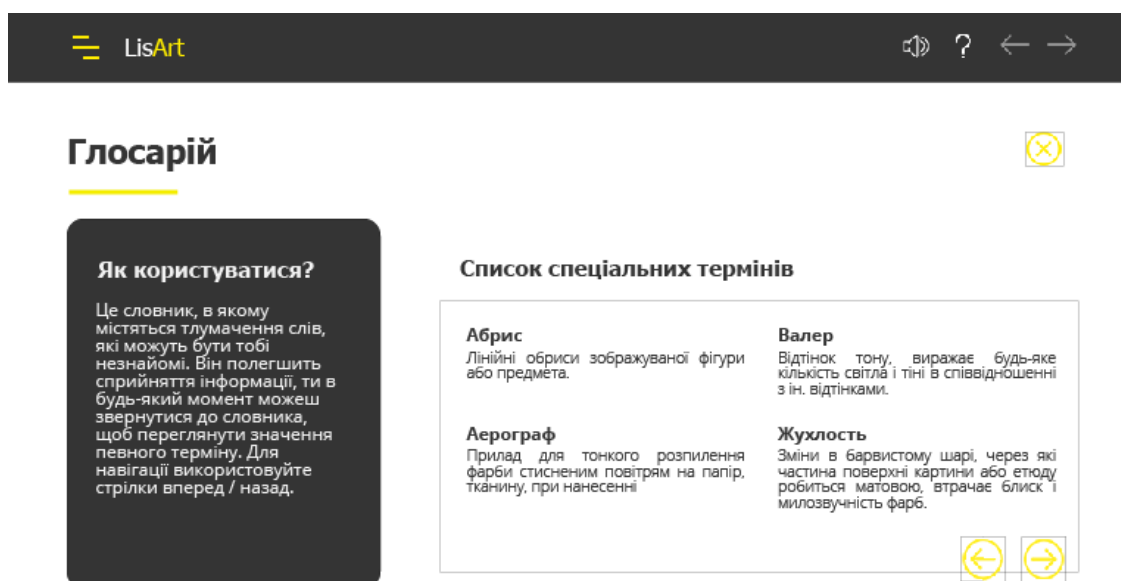 LisArt
?
Глосарій
Як користуватися?
Це словник, в якому
містяться тлумачення слів,
які можуть бути тобі
незнайомі. Він полегшить
сприйняття інформації, ти в
будь-який момент можеш
звернутися до словника,
щоб переглянути значення
певного терміну. Для
навігації використовуйте
стрілки вперед / назад.
Список спеціальних термінів
Абрис
Лінійні обриси зображуваної фігури
або предмета.
Аерограф
Прилад для тонкого розпилення
фарби стисненим повітрям на папір,
тканину, при нанесенні
Валер
Відтінок тону, виражає будь-яке
кількість світла і тіні в співвідношенні
з ін. відтінками.
Жухлость
Зміни в барвистому шарі, через які
частина поверхні картини або етюду
робиться матовою, втрачає блиск і
милозвучність фарб.